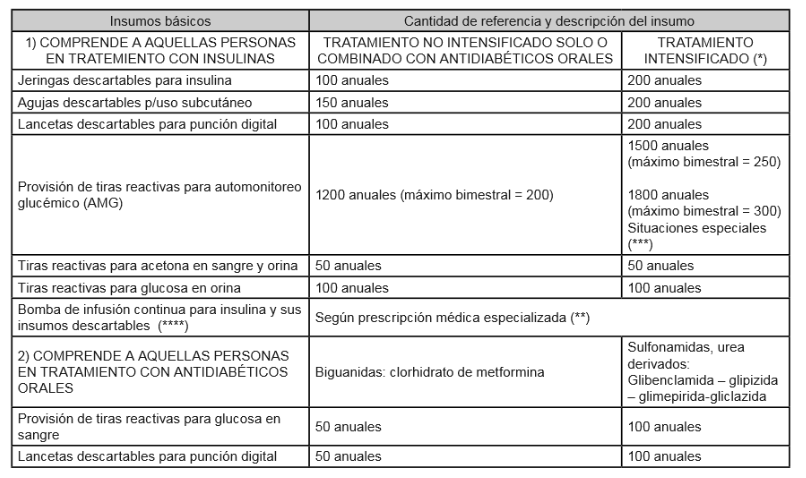 Insumos básicos
Cantidad de referencia y descripción del insumo
1) COMPRENDE A AQUELLAS PERSONAS
EN TRATEMIENTO CON INSULINAS
TRATAMIENTO NO INTENSIFICADO SOLO O
COMBINADO CON ANTIDIABÉTICOS ORALES
TRATAMIENTO
INTENSIFICADO (*)
Jeringas descartables para insulina
100 anuales
200 anuales
Agujas descartables p/uso subcutáneo
150 anuales
200 anuales
Lancetas descartables para punción digital
100 anuales
200 anuales
Provisión de tiras reactivas para automonitoreo
glucémico (AMG)
1200 anuales (máximo bimestral = 200)
1500 anuales
(máximo bimestral = 250)
1800 anuales
(máximo bimestral = 300)
Situaciones especiales
(***)
Tiras reactivas para acetona en sangre y orina
50 anuales
50 anuales
Tiras reactivas para glucosa en orina
100 anuales
100 anuales
Bomba de infusión continua para insulina y sus
insumos descartables (****)
Según prescripción médica especializada (**)
2) COMPRENDE A AQUELLAS PERSONAS
EN TRATAMIENTO CON ANTIDIABÉTICOS
ORALES
Biguanidas: clorhidrato de metformina
Sulfonamidas, urea
derivados:
Glibenclamida – glipizida
– glimepirida-gliclazida
Provisión de tiras reactivas para glucosa en
sangre
50 anuales
100 anuales
Lancetas descartables para punción digital
50 anuales
100 anuales